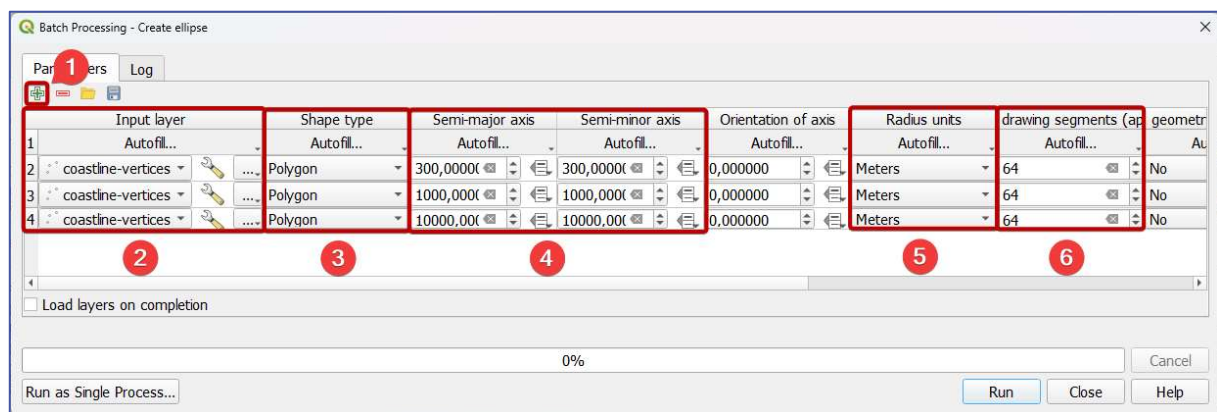 Batch Processing - Create ellipse
Log
1
Input layer Shape type Semi-major axis Semi-minor axis Orientation of axis Radius units drawing segments (ap geometr
1 Autofill... Autofill... Autofill... Autofill... Autofill... Autofill... Autofill... Au
2 coastline-vertices ... Polygon 300,0000( 300,0000( 0,000000 Meters 64 No
3 coastline-vertices ... Polygon 1000,000( 1000,000( 0,000000 Meters 64 No
4 coastline-vertices ... Polygon 10000,00( 10000,00( 0,000000 Meters 64 No
2 3 4 5 6
Load layers on completion
0% Cancel
Run as Single Process... Run Close Help